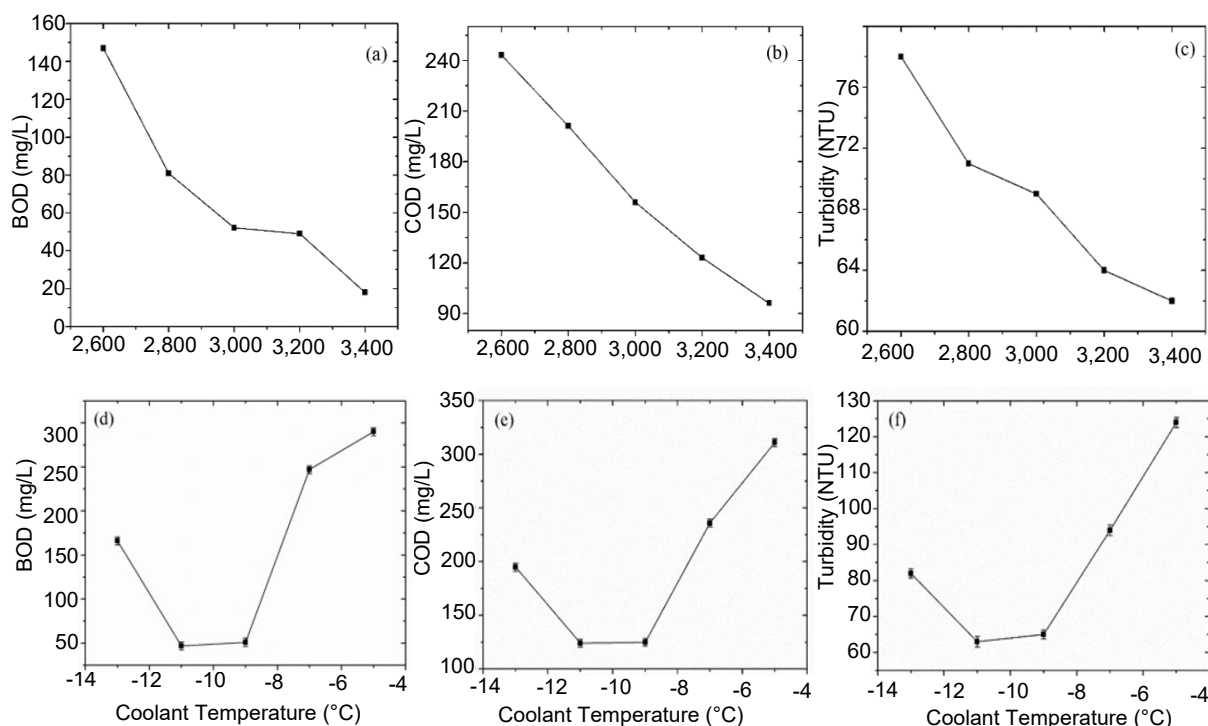 BOD (mg/L)
160
140
120
100
80
60
40
20
0
(a)
2,600 2,800 3,000 3,200 3,400
COD (mg/L)
240
210
180
150
120
90
(b)
2,600 2,800 3,000 3,200 3,400
Turbidity (NTU)
76
72
68
64
60
(c)
2,600 2,800 3,000 3,200 3,400
BOD (mg/L)
300
250
200
150
100
50
(d)
-14 -12 -10 -8 -6 -4
Coolant Temperature (°C)
COD (mg/L)
350
300
250
200
150
100
(e)
-14 -12 -10 -8 -6 -4
Coolant Temperature (°C)
Turbidity (NTU)
130
120
110
100
90
80
70
60
(f)
-14 -12 -10 -8 -6 -4
Coolant Temperature (°C)